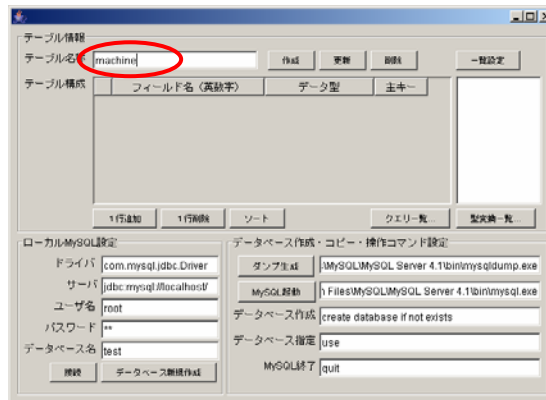 テーブル情報
テーブル名称 machine 作成 更新 削除 一覧設定
テーブル構成 フィールド名(英数字) データ型 主キー
1行追加 1行削除 ソート クエリ一覧... 型変換一覧...
ローカルMySQL設定
ドライバ com.mysql.jdbc.Driver
サーバ jdbc:mysql://localhost/
ユーザ名 root
パスワード **
データベース名 test
接続 データベース新規作成
データベース作成・コピー・操作コマンド設定
ダンプ生成 .\MySQL\MySQL Server 4.1\bin\mysqldump.exe
MySQL起動 Files\MySQL\MySQL Server 4.1\bin\mysql.exe
データベース作成 create database if not exists
データベース指定 use
MySQL終了 quit